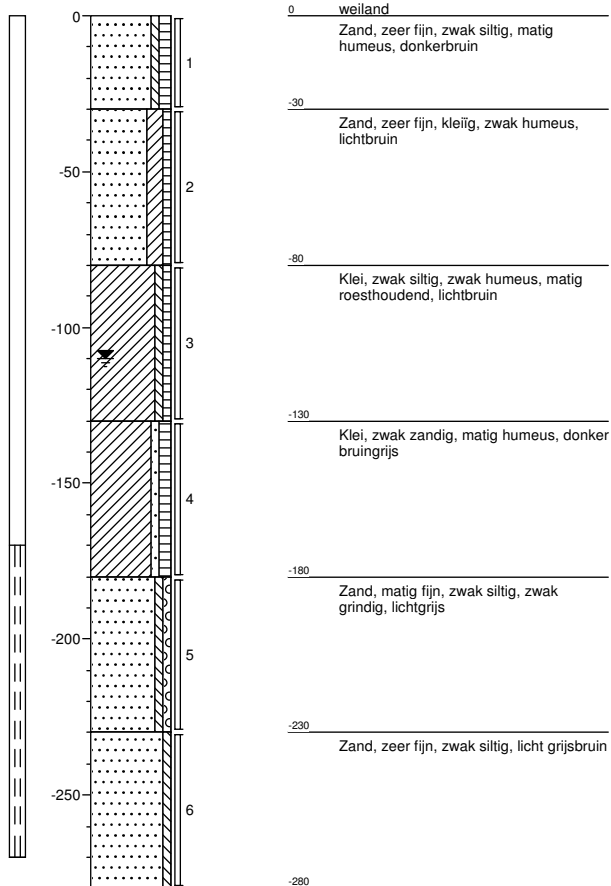 0
-50
-100
-150
-200
-250
1
2
3
4
5
6
0 weiland
Zand, zeer fijn, zwak siltig, matig
humeus, donkerbruin
-30
Zand, zeer fijn, kleiïg, zwak humeus,
lichtbruin
-80
Klei, zwak siltig, zwak humeus, matig
roesthoudend, lichtbruin
-130
Klei, zwak zandig, matig humeus, donker
bruingrijs
-180
Zand, matig fijn, zwak siltig, zwak
grindig, lichtgrijs
-230
Zand, zeer fijn, zwak siltig, licht grijsbruin
-280